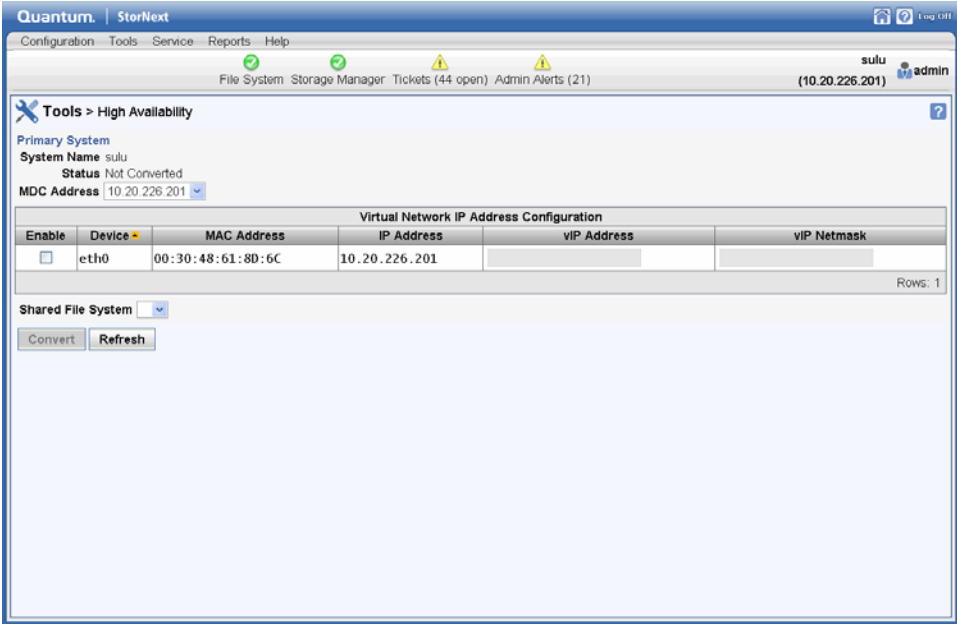 Quantum. | StorNext Log Off
Configuration Tools Service Reports Help
File System Storage Manager Tickets (44 open) Admin Alerts (21)
sulu
(10.20.226.201)
admin
Tools > High Availability
Primary System
System Name sulu
Status Not Converted
MDC Address 10.20.226.201
Virtual Network IP Address Configuration
Enable Device MAC Address IP Address vIP Address vIP Netmask
eth0 00:30:48:61:8D:6C 10.20.226.201
Rows: 1
Shared File System
Convert Refresh